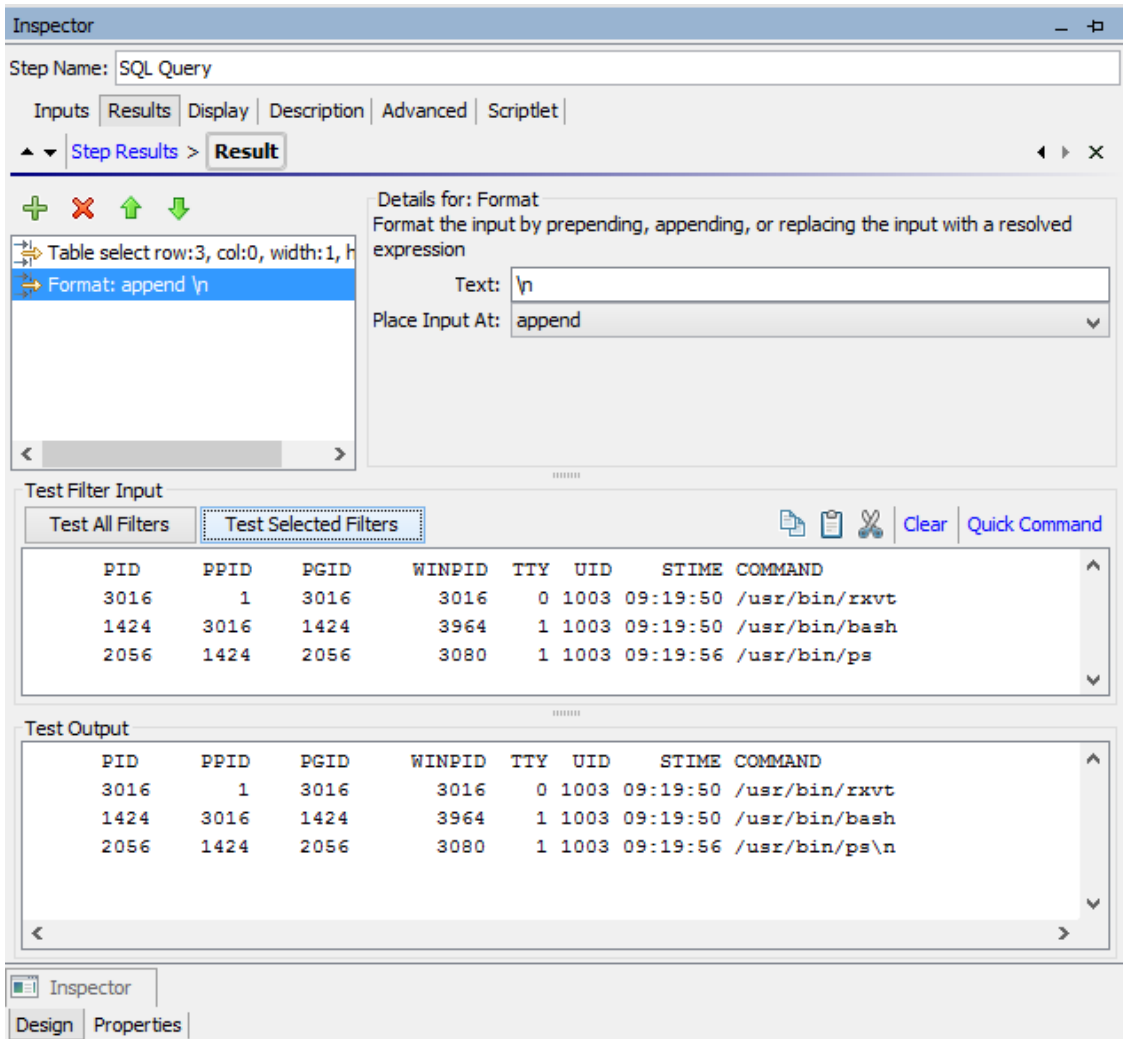 Inspector
Step Name: SQL Query
Inputs Results Display Description Advanced Scriptlet
Step Results > Result
Details for: Format
Format the input by prepending, appending, or replacing the input with a resolved
expression
Table select row:3, col:0, width:1, h
Format: append \n
Text: \n
Place Input At: append
Test Filter Input
Test All Filters Test Selected Filters Clear Quick Command
PID PPID PGID WINPID TTY UID STIME COMMAND
3016 1 3016 3016 0 1003 09:19:50 /usr/bin/rxvt
1424 3016 1424 3964 1 1003 09:19:50 /usr/bin/bash
2056 1424 2056 3080 1 1003 09:19:56 /usr/bin/ps
Test Output
PID PPID PGID WINPID TTY UID STIME COMMAND
3016 1 3016 3016 0 1003 09:19:50 /usr/bin/rxvt
1424 3016 1424 3964 1 1003 09:19:50 /usr/bin/bash
2056 1424 2056 3080 1 1003 09:19:56 /usr/bin/ps\n
Inspector
Design Properties